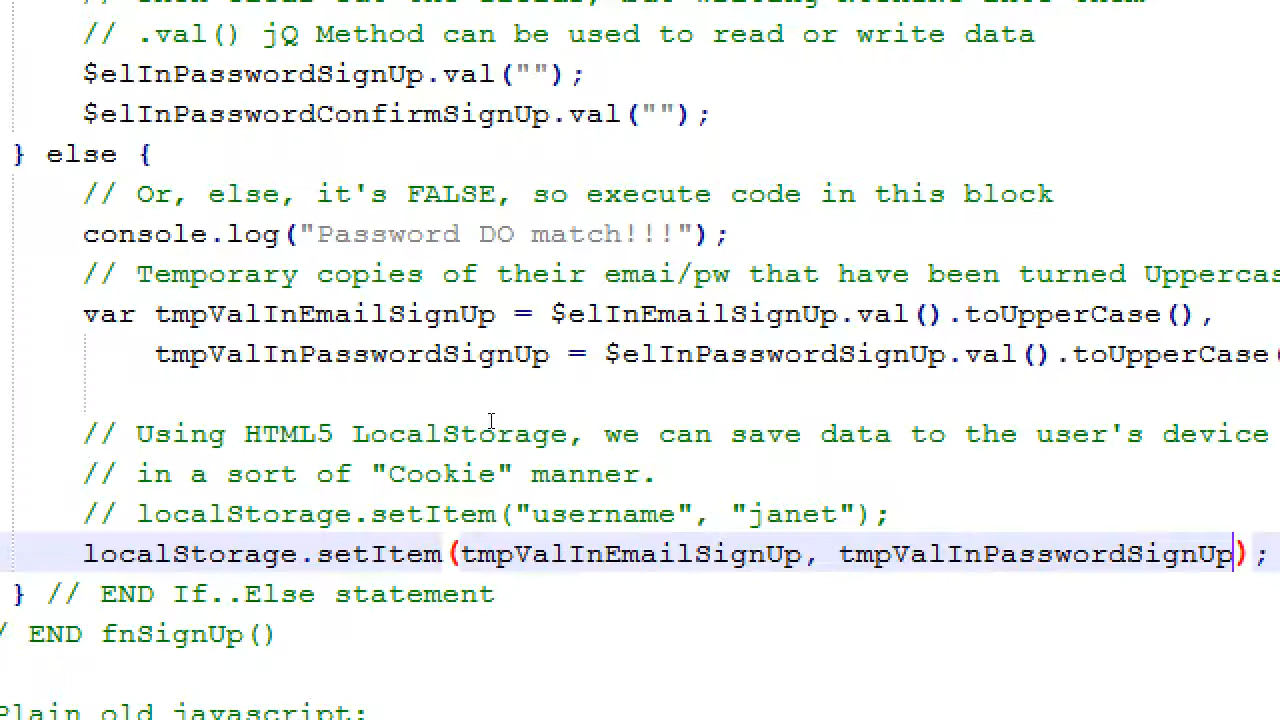 // .val() jQ Method can be used to read or write data
$elInPasswordSignUp.val("");
$elInPasswordConfirmSignUp.val("");
} else {
// Or, else, it's FALSE, so execute code in this block
console.log("Password DO match!!!");
// Temporary copies of their emai/pw that have been turned Uppercas
var tmpValInEmailSignUp = $elInEmailSignUp.val().toUpperCase(),
tmpValInPasswordSignUp = $elInPasswordSignUp.val().toUpperCase(
// Using HTML5 LocalStorage, we can save data to the user's device
// in a sort of "Cookie" manner.
// localStorage.setItem("username", "janet");
localStorage.setItem(tmpValInEmailSignUp, tmpValInPasswordSignUp);
} // END If..Else statement
/ END fnSignUp()
Plain old javascript: